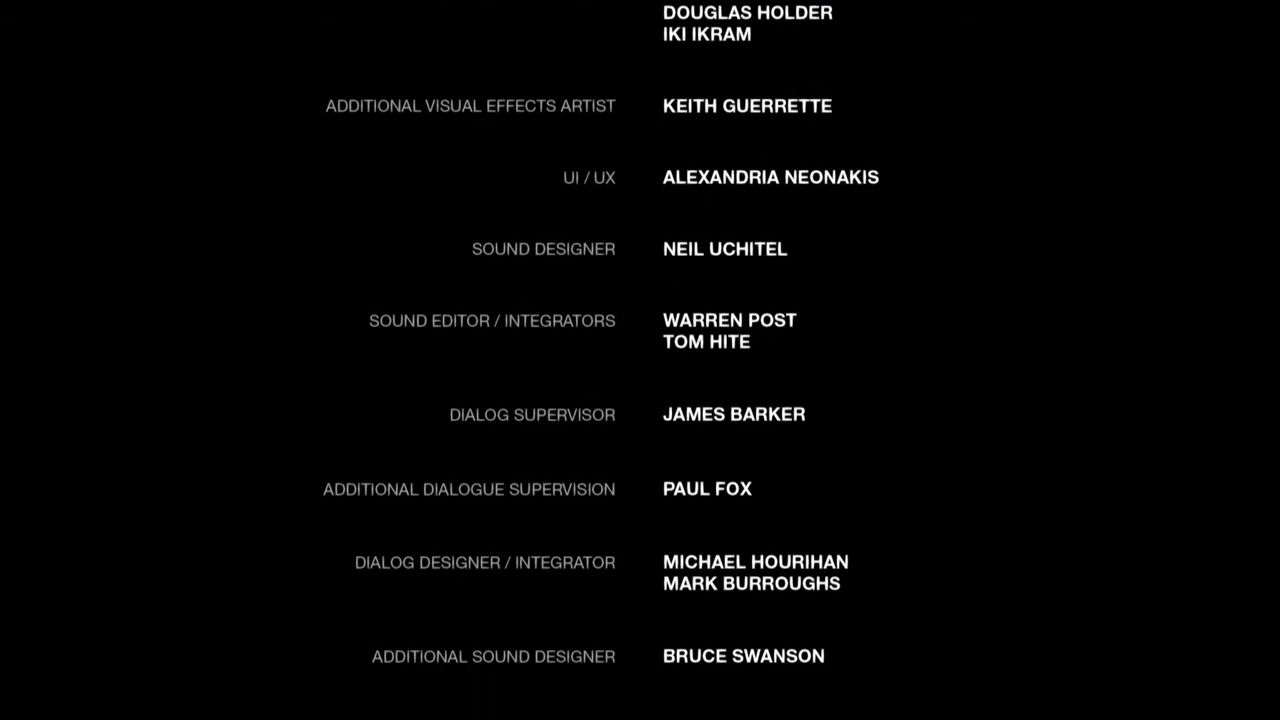 DOUGLAS HOLDER
IKI IKRAM
ADDITIONAL VISUAL EFFECTS ARTIST KEITH GUERRETTE
UI / UX ALEXANDRIA NEONAKIS
SOUND DESIGNER NEIL UCHITEL
SOUND EDITOR / INTEGRATORS WARREN POST
TOM HITE
DIALOG SUPERVISOR JAMES BARKER
ADDITIONAL DIALOGUE SUPERVISION PAUL FOX
DIALOG DESIGNER / INTEGRATOR MICHAEL HOURIHAN
MARK BURROUGHS
ADDITIONAL SOUND DESIGNER BRUCE SWANSON